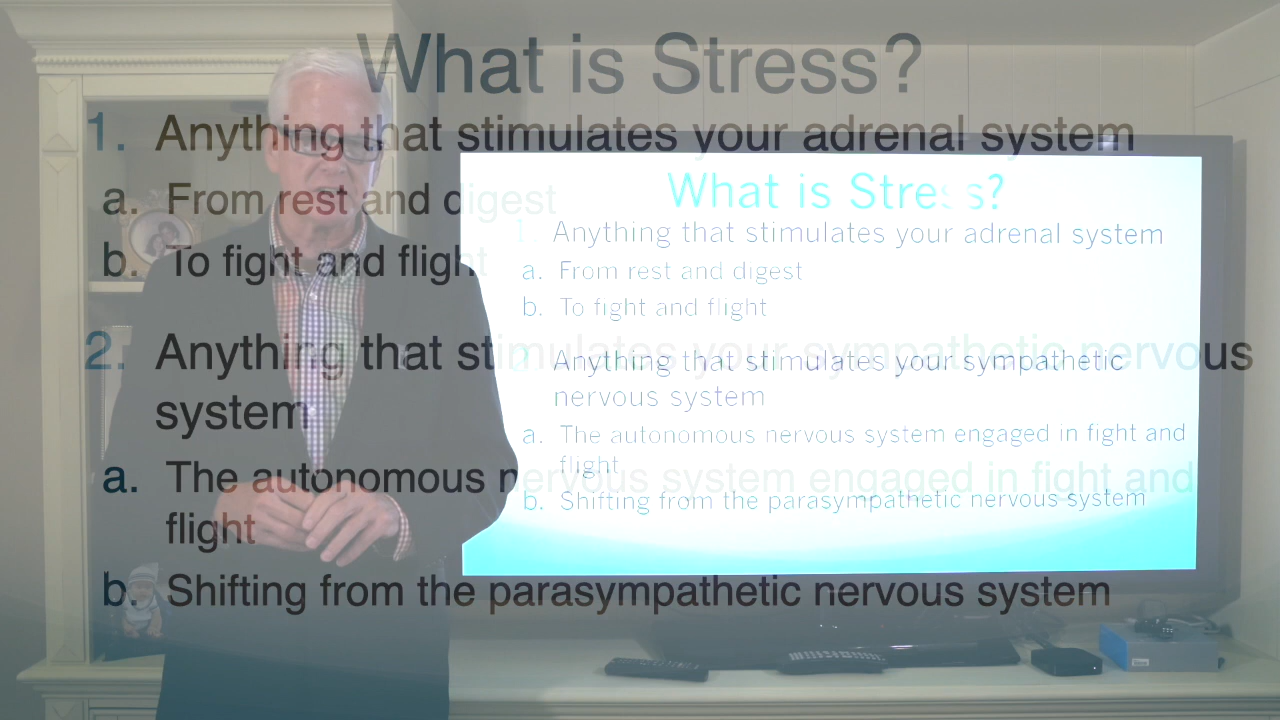 What is Stress?
1. Anything that stimulates your adrenal system
a. From rest and digest
b. To fight and flight
2. Anything that stimulates your sympathetic nervous
system
a. The autonomous nervous system engaged in fight and
flight
b. Shifting from the parasympathetic nervous system
What is Stress?
1. Anything that stimulates your adrenal system
a. From rest and digest
b. To fight and flight
2. Anything that stimulates your sympathetic
nervous system
a. The autonomous nervous system engaged in fight and
flight
b. Shifting from the parasympathetic nervous system